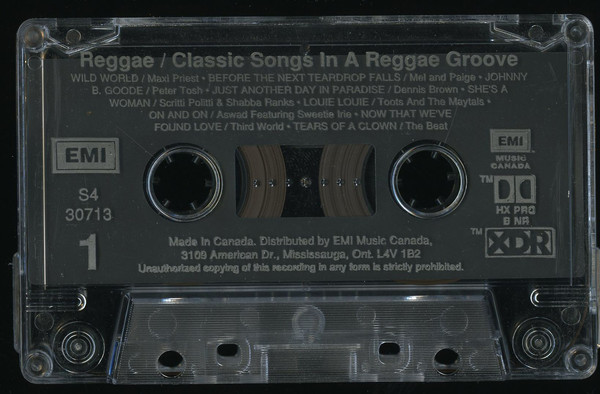 Reggae / Classic Songs In A Reggae Groove
WILD WORLD / Maxi Priest • BEFORE THE NEXT TEARDROP FALLS / Mel and Paige • JOHNNY
B. GOODE / Peter Tosh • JUST ANOTHER DAY IN PARADISE / Dennis Brown • SHE'S A
WOMAN / Scritti Politti & Shabba Ranks • LOUIE LOUIE / Toots And The Maytals •
ON AND ON / Aswad Featuring Sweetie Irie • NOW THAT WE'VE
FOUND LOVE / Third World • TEARS OF A CLOWN / The Beat
EMI
S4
30713
1
EMI
MUSIC
CANADA
TM
HX PRO
B NR
TM XDR
Made in Canada. Distributed by EMI Music Canada,
3109 American Dr., Mississauga, Ont. L4V 1B2
Unauthorized copying of this recording in any form is strictly prohibited.